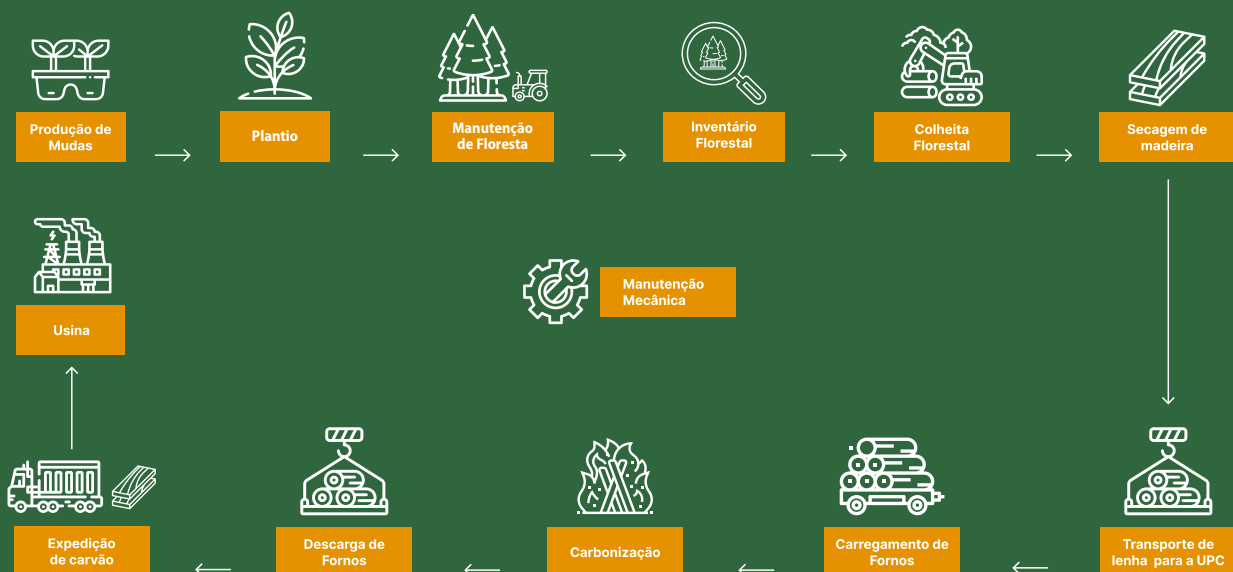 Produção de
Mudas
Plantio
Manutenção
de Floresta
Inventário
Florestal
Colheita
Florestal
Secagem de
madeira
Usina
Manutenção
Mecânica
Expedição
de carvão
Descarga de
Fornos
Carbonização
Carregamento de
Fornos
Transporte de
lenha para a UPC